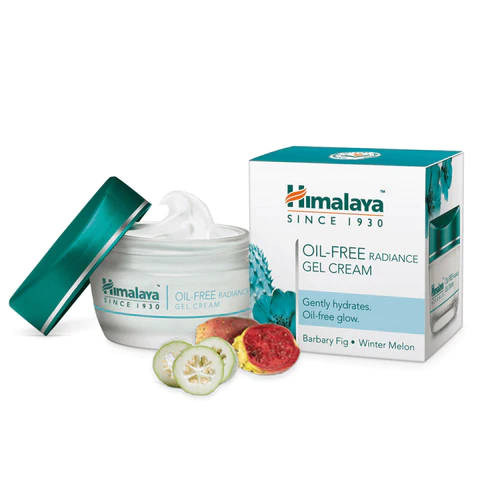 Himalaya™
SINCE 1930
OIL-FREE RADIANCE
GEL CREAM
Gently hydrates.
Oil-free glow.
Barbary Fig • Winter Melon
Himalaya
SINCE 1930
OIL-FREE RADIANCE
GEL CREAM